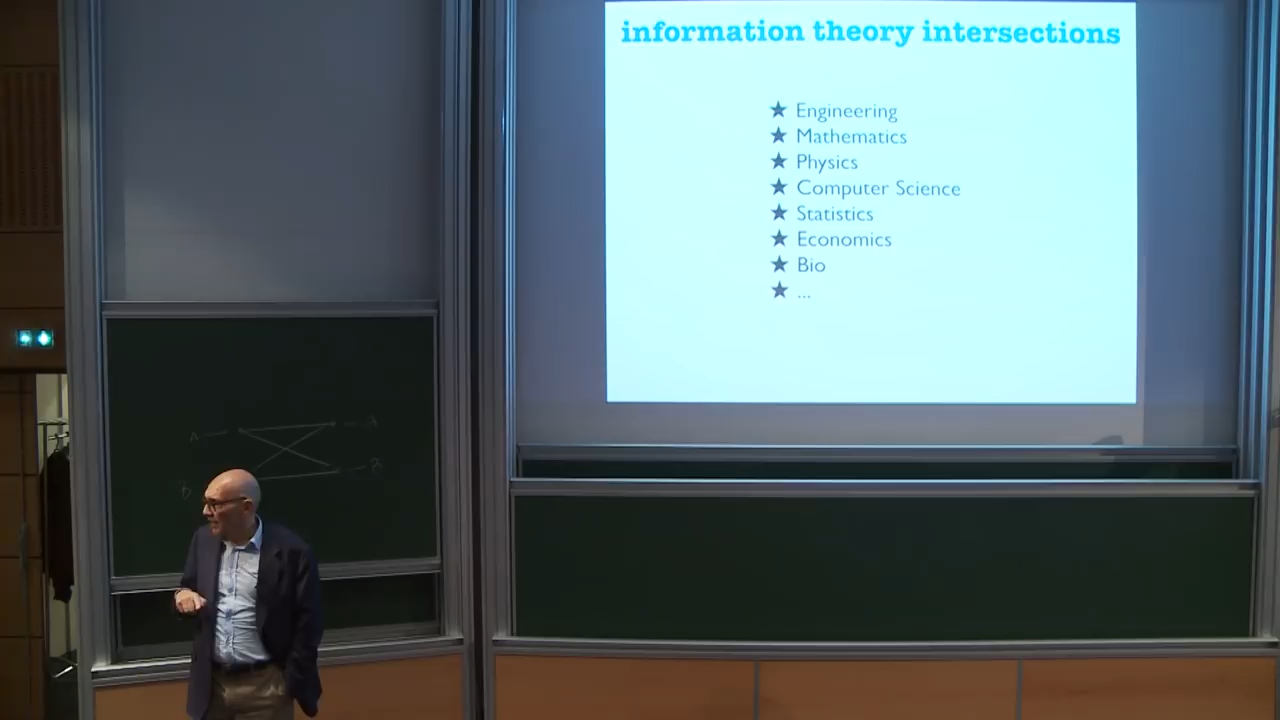 information theory intersections
★ Engineering
★ Mathematics
★ Physics
★ Computer Science
★ Statistics
★ Economics
★ Bio
★ ...
A A
B B